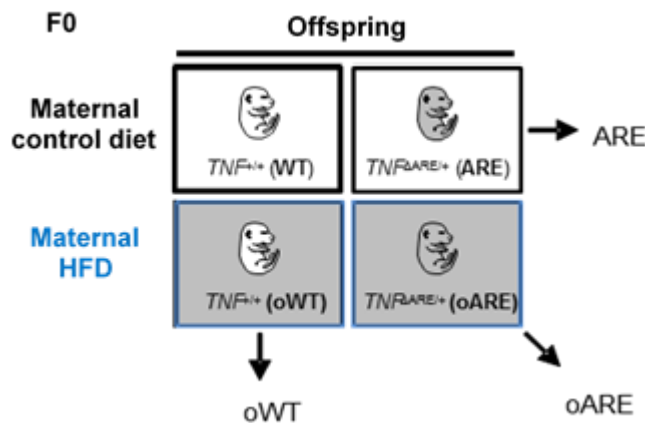 F0
Offspring
Maternal
control diet
TNF+/+ (WT)
TNFΔARE/+ (ARE)
ARE
Maternal
HFD
TNF+/+ (oWT)
TNFΔARE/+ (oARE)
oWT
oARE